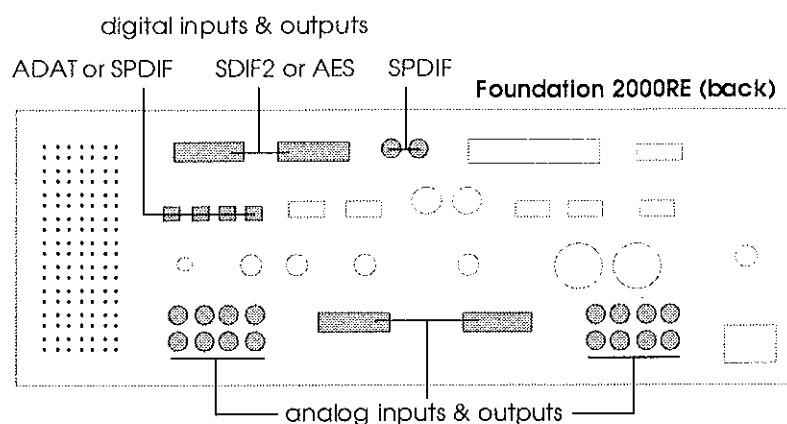 digital inputs & outputs
ADAT or SPDIF SDIF2 or AES SPDIF
Foundation 2000RE (back)
analog inputs & outputs